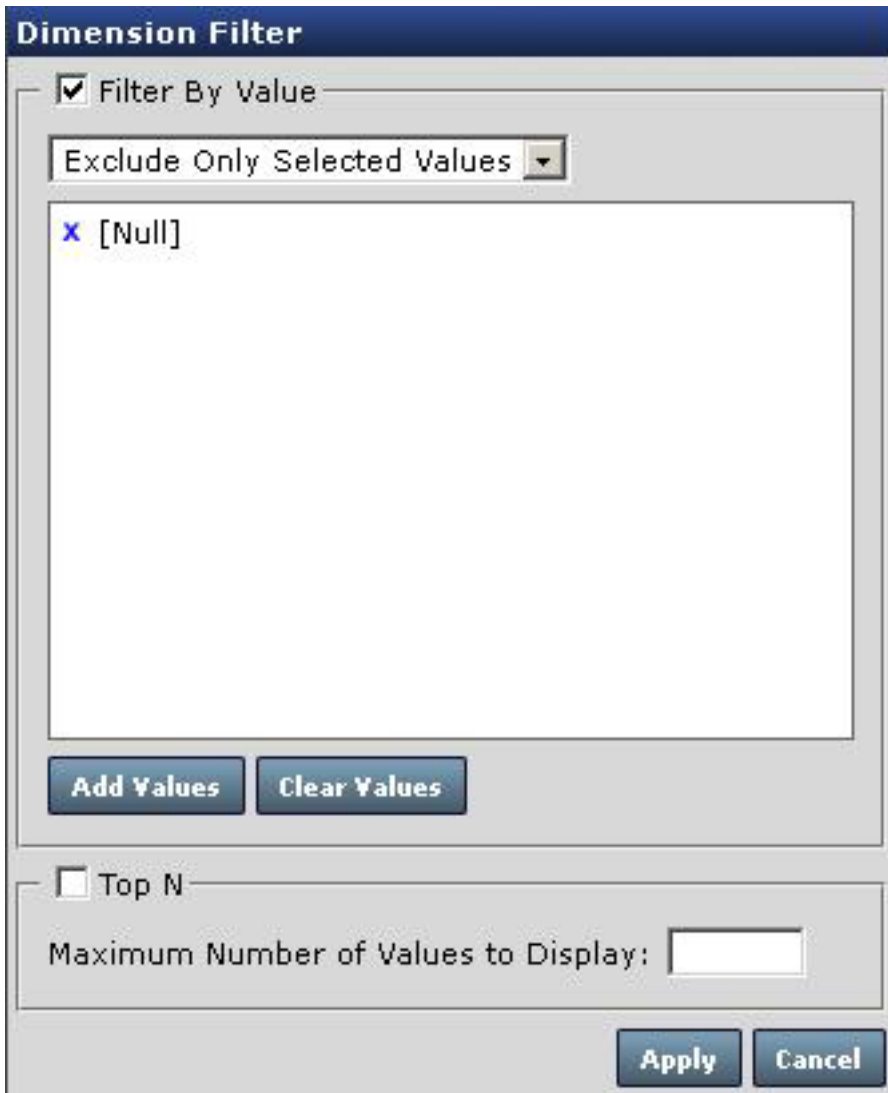 Dimension Filter
Filter By Value
Exclude Only Selected Values
x [Null]
Add Values Clear Values
Top N
Maximum Number of Values to Display:
Apply Cancel